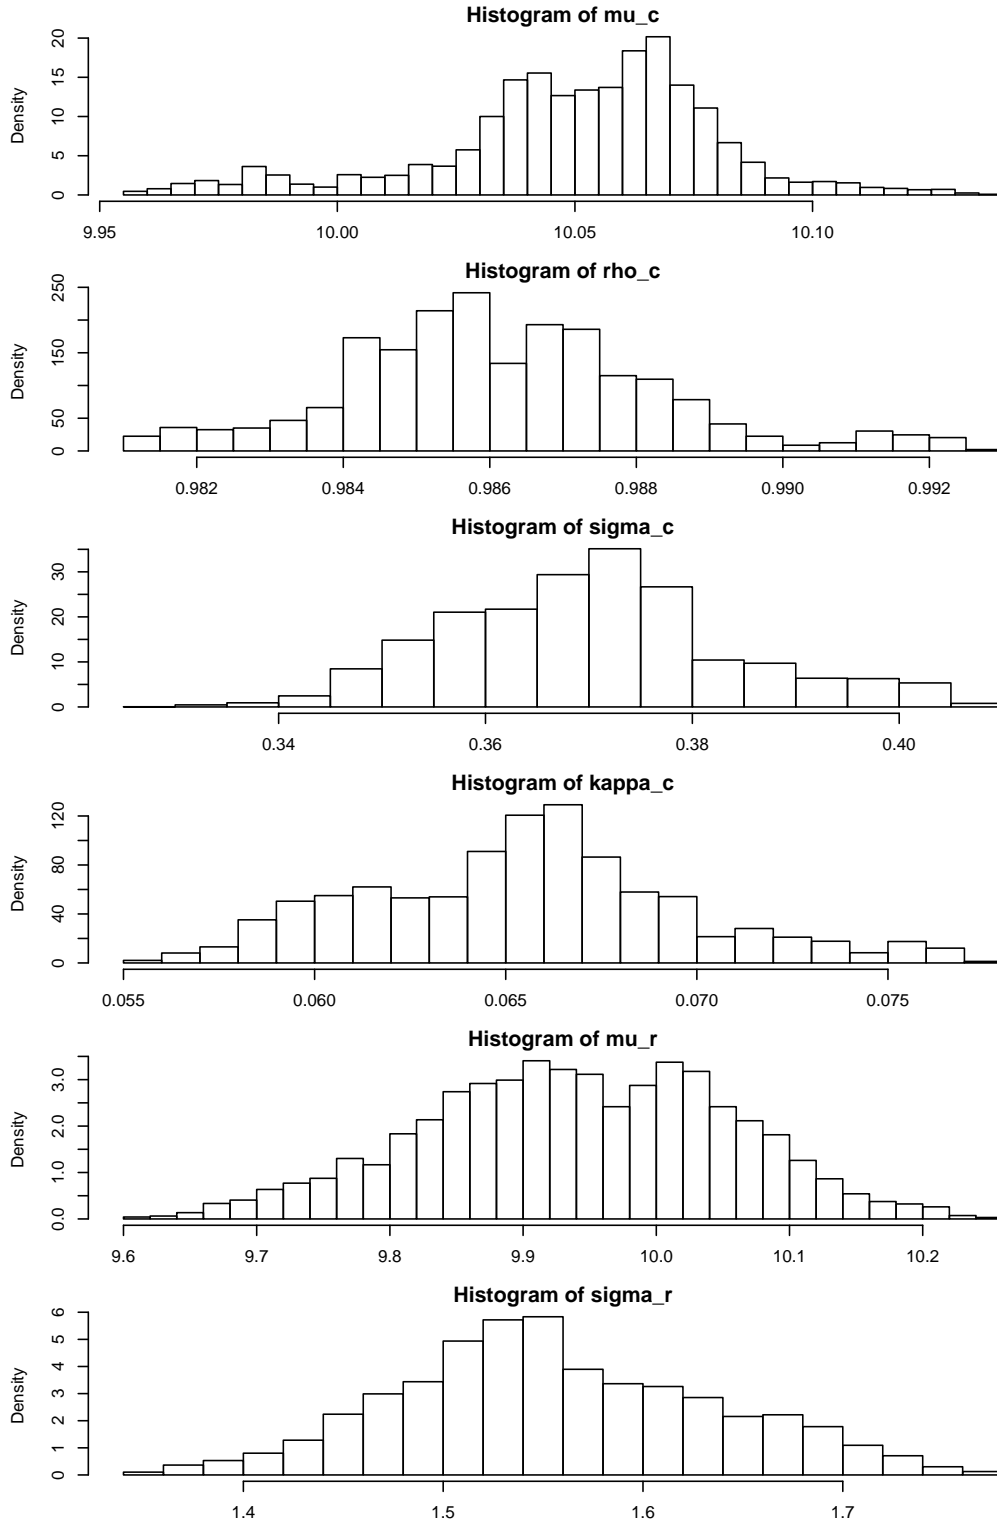 Histogram of mu_c
Density
0 5 10 15 20
9.95 10.00 10.05 10.10
Histogram of rho_c
Density
0 50 150 250
0.982 0.984 0.986 0.988 0.990 0.992
Histogram of sigma_c
Density
0 10 20 30
0.34 0.36 0.38 0.40
Histogram of kappa_c
Density
0 40 80 120
0.055 0.060 0.065 0.070 0.075
Histogram of mu_r
Density
0.0 1.0 2.0 3.0
9.6 9.7 9.8 9.9 10.0 10.1 10.2
Histogram of sigma_r
Density
0 1 2 3 4 5 6
1.4 1.5 1.6 1.7